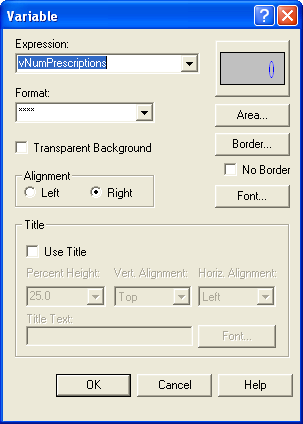 Variable
Expression:
vNumPrescriptions
0
Format:
****
Area...
Transparent Background
Border...
Alignment
No Border
Left Right
Font...
Title
Use Title
Percent Height: Vert. Alignment: Horiz. Alignment:
25.0 Top Left
Title Text:
Font...
OK Cancel Help